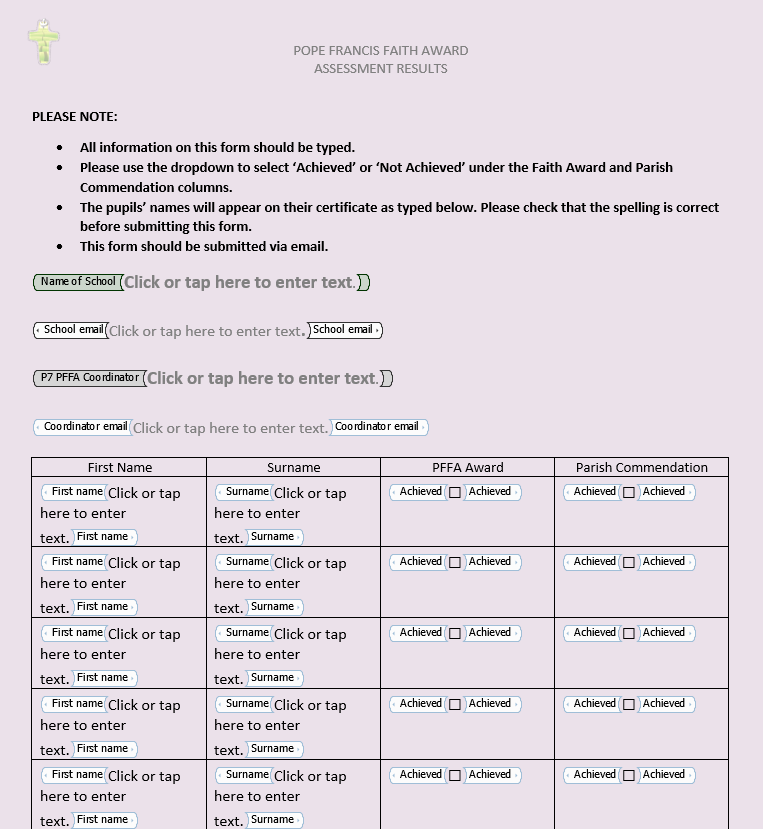 POPE FRANCIS FAITH AWARD
ASSESSMENT RESULTS
PLEASE NOTE:
• All information on this form should be typed.
• Please use the dropdown to select ‘Achieved’ or ‘Not Achieved’ under the Faith Award and Parish
Commendation columns.
• The pupils’ names will appear on their certificate as typed below. Please check that the spelling is correct
before submitting this form.
• This form should be submitted via email.
Name of School Click or tap here to enter text.
School email Click or tap here to enter text. School email
P7 PFFA Coordinator Click or tap here to enter text.
Coordinator email Click or tap here to enter text. Coordinator email
First Name Surname PFFA Award Parish Commendation
First name Click or tap Surname Click or tap Achieved ☐ Achieved Achieved ☐ Achieved
here to enter here to enter
text. First name text. Surname
First name Click or tap Surname Click or tap Achieved ☐ Achieved Achieved ☐ Achieved
here to enter here to enter
text. First name text. Surname
First name Click or tap Surname Click or tap Achieved ☐ Achieved Achieved ☐ Achieved
here to enter here to enter
text. First name text. Surname
First name Click or tap Surname Click or tap Achieved ☐ Achieved Achieved ☐ Achieved
here to enter here to enter
text. First name text. Surname
First name Click or tap Surname Click or tap Achieved ☐ Achieved Achieved ☐ Achieved
here to enter here to enter
text. First name text. Surname